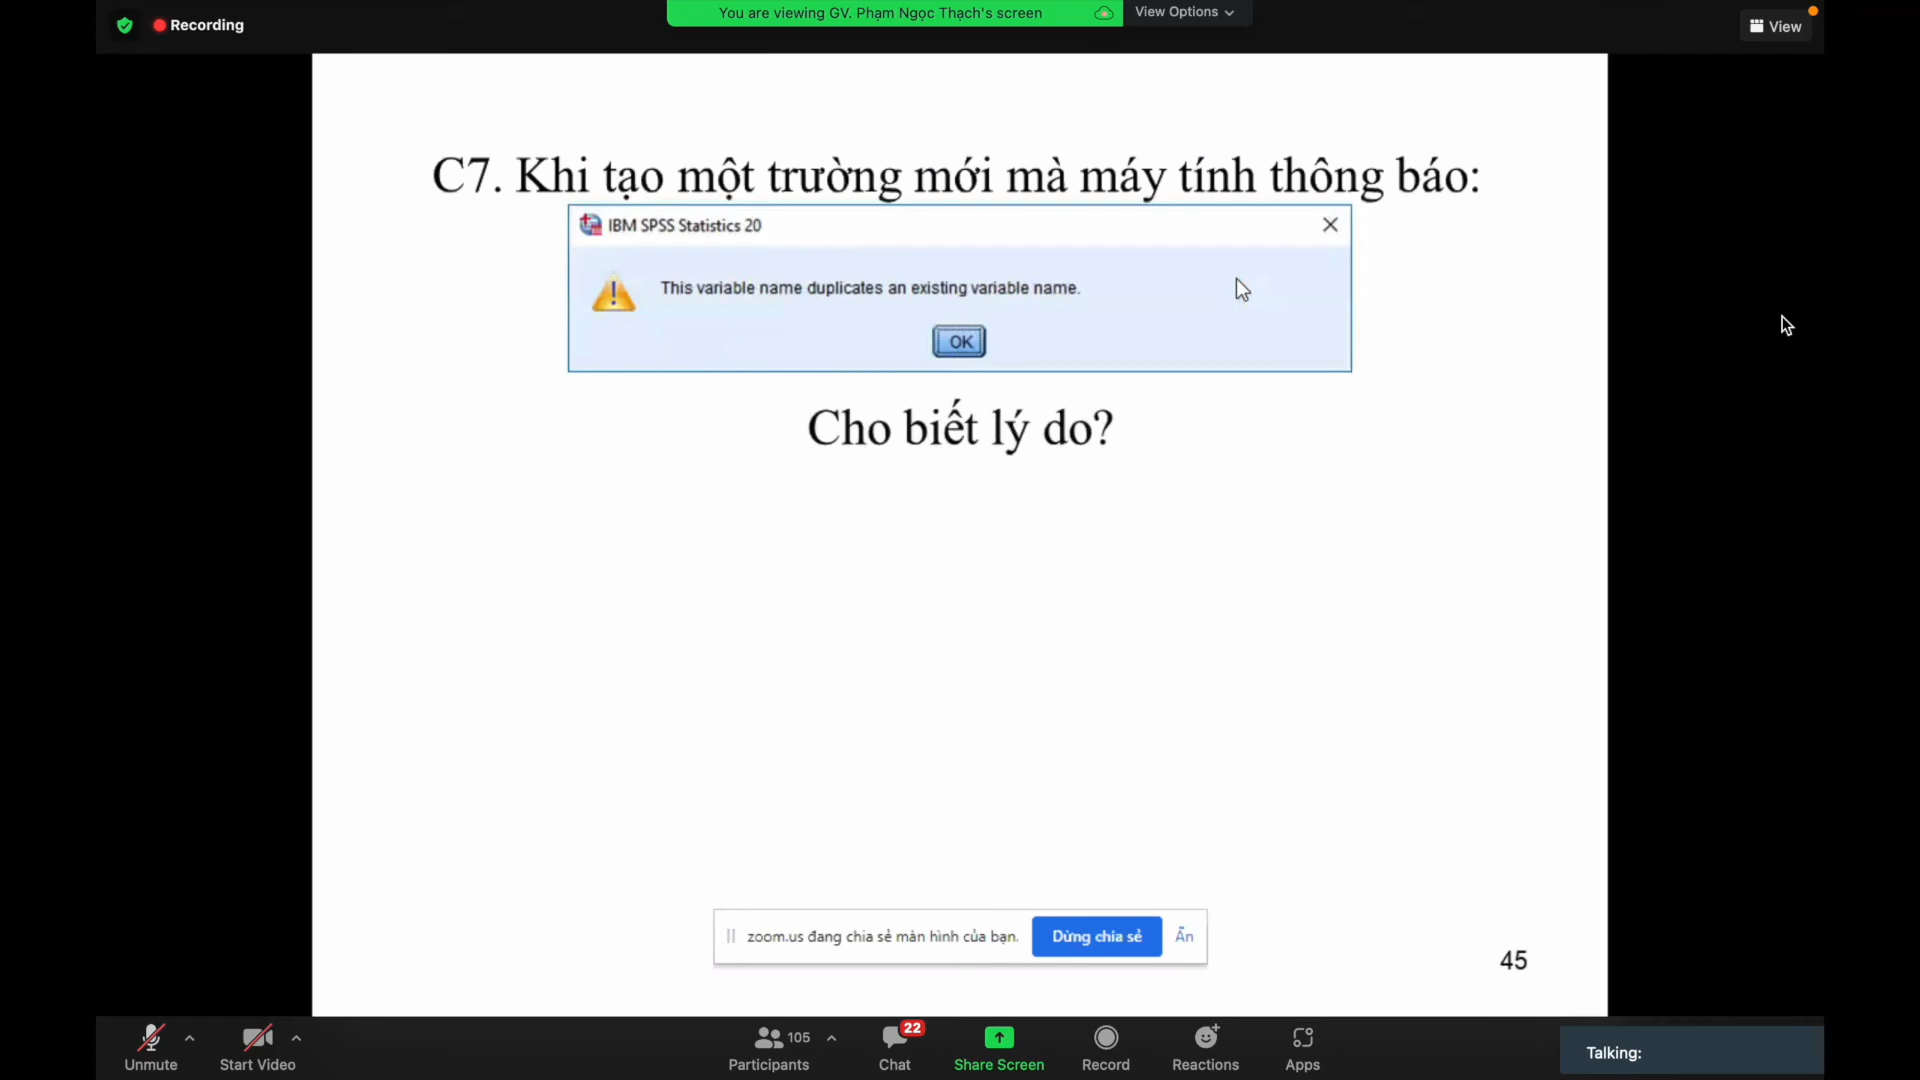 Recording
You are viewing GV. Phạm Ngọc Thạch's screen
View Options
View
C7. Khi tạo một trường mới mà máy tính thông báo:
IBM SPSS Statistics 20
This variable name duplicates an existing variable name.
OK
Cho biết lý do?
zoom.us đang chia sẻ màn hình của bạn.
Dừng chia sẻ
Ẩn
45
Unmute
Start Video
105
Participants
22
Chat
Share Screen
Record
Reactions
Apps
Talking: